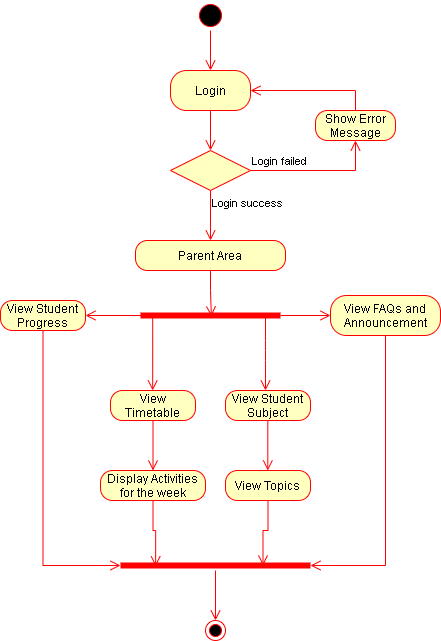 Login
Show Error
Message
Login failed
Login success
Parent Area
View Student
Progress
View FAQs and
Announcement
View
Timetable
View Student
Subject
Display Activities
for the week
View Topics